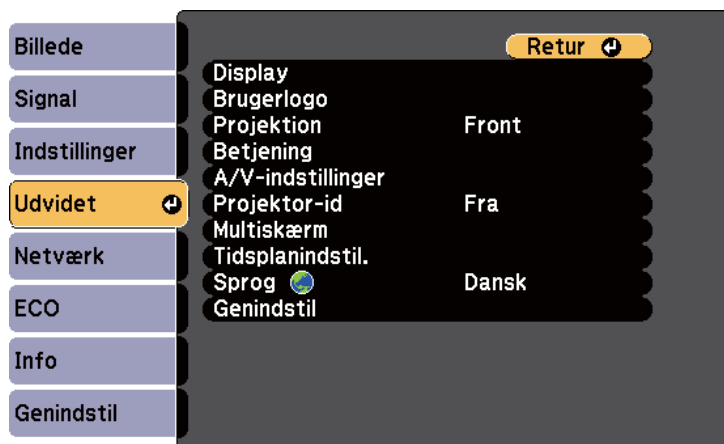 Billede
Signal
Indstillinger
Udvidet
Netværk
ECO
Info
Genindstil
Retur
Display
Brugerlogo
Projektion Front
Betjening
A/V-indstillinger
Projektor-id Fra
Multiskærm
Tidsplanindstil.
Sprog Dansk
Genindstil